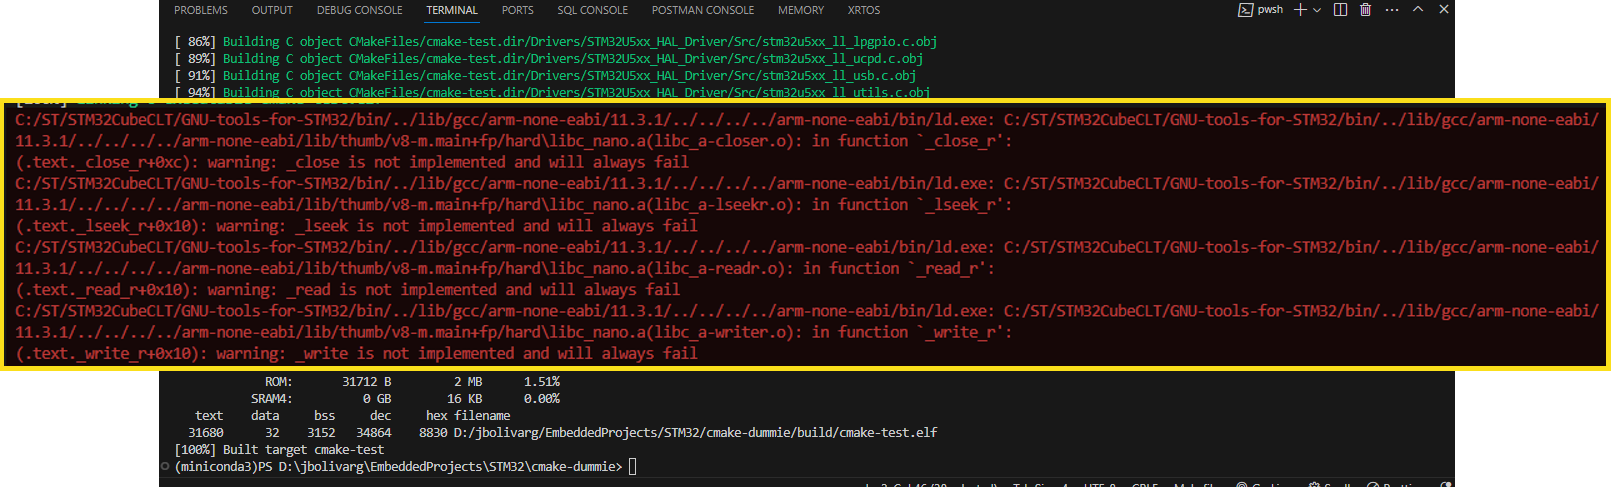 PROBLEMS OUTPUT DEBUG CONSOLE TERMINAL PORTS SQL CONSOLE POSTMAN CONSOLE MEMORY XRTOS pwsh
[ 86%] Building C object CMakeFiles/cmake-test.dir/Drivers/STM32U5xx_HAL_Driver/Src/stm32u5xx_ll_lpgpio.c.obj
[ 89%] Building C object CMakeFiles/cmake-test.dir/Drivers/STM32U5xx_HAL_Driver/Src/stm32u5xx_ll_ucpd.c.obj
[ 91%] Building C object CMakeFiles/cmake-test.dir/Drivers/STM32U5xx_HAL_Driver/Src/stm32u5xx_ll_usb.c.obj
[ 94%] Building C object CMakeFiles/cmake-test.dir/Drivers/STM32U5xx_HAL_Driver/Src/stm32u5xx_ll_utils.c.obj
C:/ST/STM32CubeCLT/GNU-tools-for-STM32/bin/../lib/gcc/arm-none-eabi/11.3.1/../../../../arm-none-eabi/bin/ld.exe: C:/ST/STM32CubeCLT/GNU-tools-for-STM32/bin/../lib/gcc/arm-none-eabi/
11.3.1/../../../../arm-none-eabi/lib/thumb/v8-m.main+fp/hard\libc_nano.a(libc_a-closer.o): in function `_close_r':
(.text._close_r+0xc): warning: _close is not implemented and will always fail
C:/ST/STM32CubeCLT/GNU-tools-for-STM32/bin/../lib/gcc/arm-none-eabi/11.3.1/../../../../arm-none-eabi/bin/ld.exe: C:/ST/STM32CubeCLT/GNU-tools-for-STM32/bin/../lib/gcc/arm-none-eabi/
11.3.1/../../../../arm-none-eabi/lib/thumb/v8-m.main+fp/hard\libc_nano.a(libc_a-lseekr.o): in function `_lseek_r':
(.text._lseek_r+0x10): warning: _lseek is not implemented and will always fail
C:/ST/STM32CubeCLT/GNU-tools-for-STM32/bin/../lib/gcc/arm-none-eabi/11.3.1/../../../../arm-none-eabi/bin/ld.exe: C:/ST/STM32CubeCLT/GNU-tools-for-STM32/bin/../lib/gcc/arm-none-eabi/
11.3.1/../../../../arm-none-eabi/lib/thumb/v8-m.main+fp/hard\libc_nano.a(libc_a-readr.o): in function `_read_r':
(.text._read_r+0x10): warning: _read is not implemented and will always fail
C:/ST/STM32CubeCLT/GNU-tools-for-STM32/bin/../lib/gcc/arm-none-eabi/11.3.1/../../../../arm-none-eabi/bin/ld.exe: C:/ST/STM32CubeCLT/GNU-tools-for-STM32/bin/../lib/gcc/arm-none-eabi/
11.3.1/../../../../arm-none-eabi/lib/thumb/v8-m.main+fp/hard\libc_nano.a(libc_a-writer.o): in function `_write_r':
(.text._write_r+0x10): warning: _write is not implemented and will always fail
ROM: 31712 B 2 MB 1.51%
SRAM4: 0 GB 16 KB 0.00%
text data bss dec hex filename
31680 32 3152 34864 8830 D:/jbolivarg/EmbeddedProjects/STM32/cmake-dummie/build/cmake-test.elf
[100%] Built target cmake-test
(miniconda3)PS D:\jbolivarg\EmbeddedProjects\STM32\cmake-dummie>